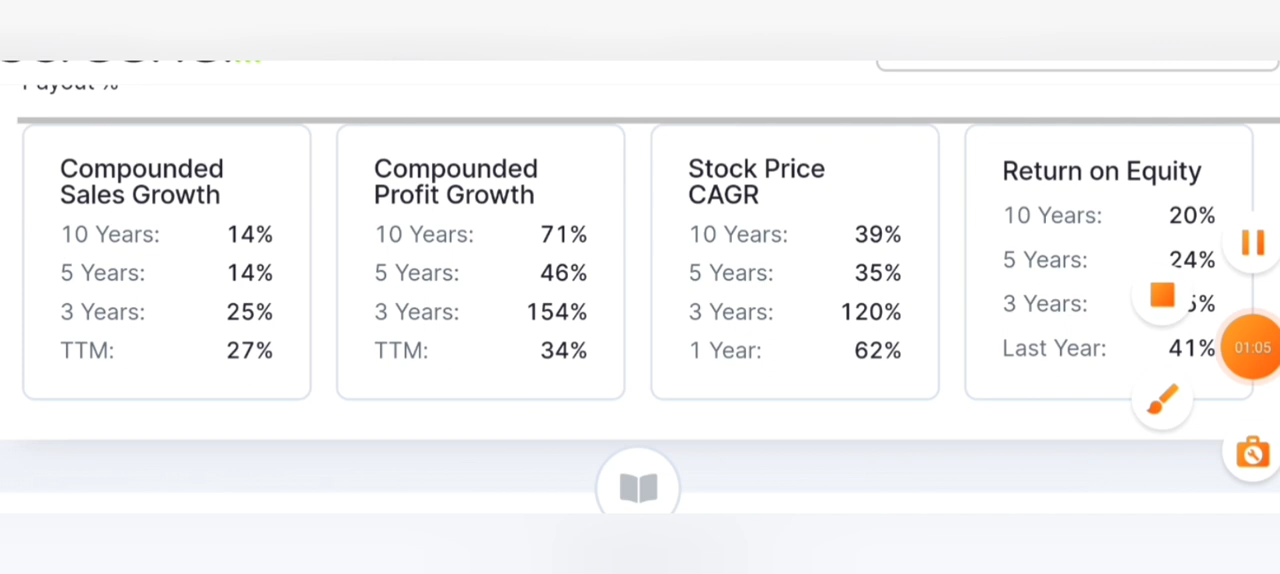 Payout %
Compounded
Sales Growth
10 Years: 14%
5 Years: 14%
3 Years: 25%
TTM: 27%
Compounded
Profit Growth
10 Years: 71%
5 Years: 46%
3 Years: 154%
TTM: 34%
Stock Price
CAGR
10 Years: 39%
5 Years: 35%
3 Years: 120%
1 Year: 62%
Return on Equity
10 Years: 20%
5 Years: 24%
3 Years:
Last Year: 41%
01:05